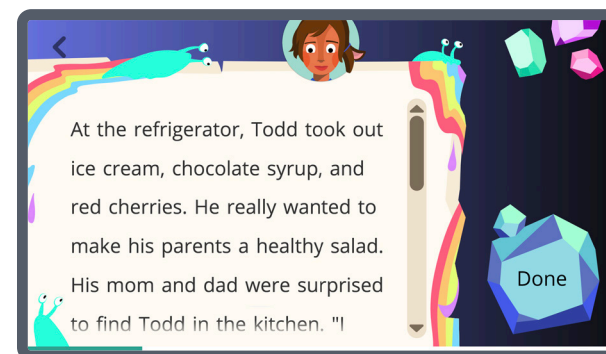 At the refrigerator, Todd took out
ice cream, chocolate syrup, and
red cherries. He really wanted to
make his parents a healthy salad.
His mom and dad were surprised
to find Todd in the kitchen. "I
Done